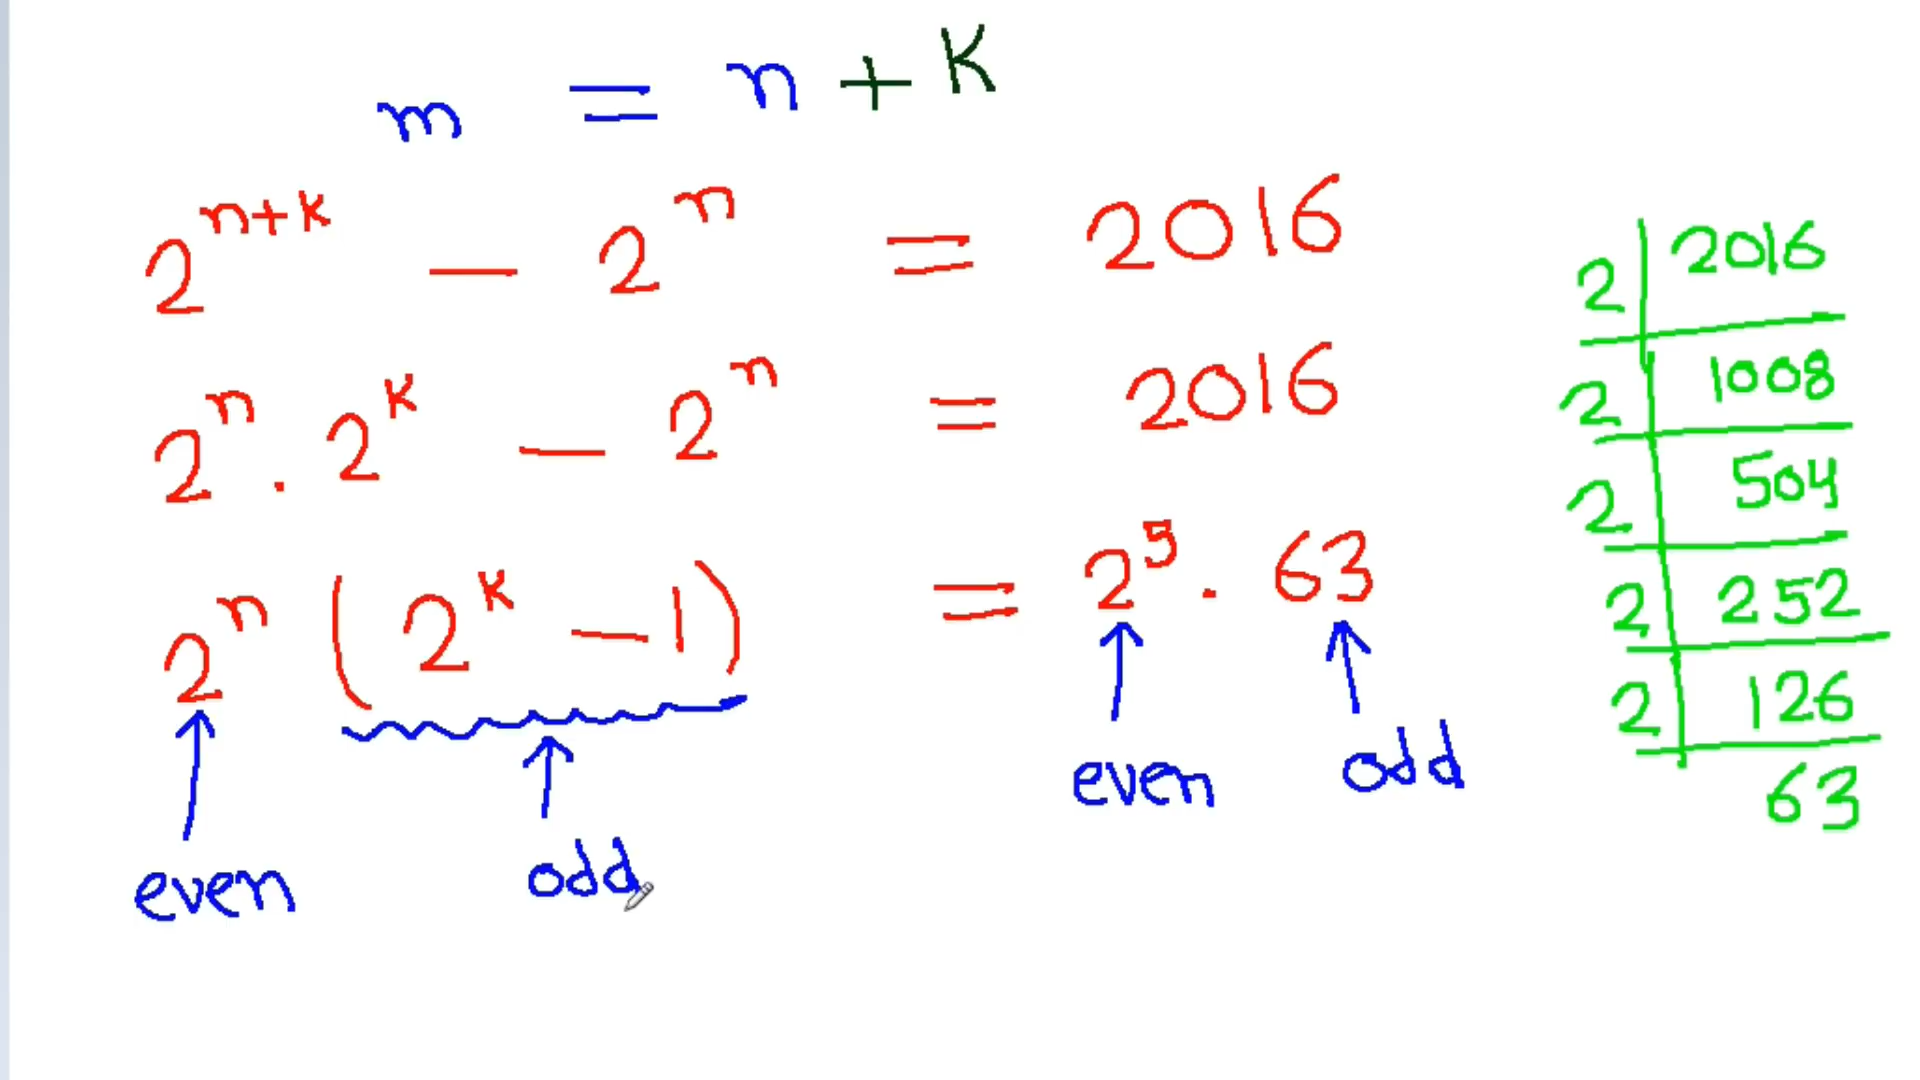 m = n + K
2^{n+k} - 2^n = 2016
2^n . 2^k - 2^n = 2016
2^n (2^k - 1) = 2^5 . 63
even odd even odd
2 | 2016
2 | 1008
2 | 504
2 | 252
2 | 126
63